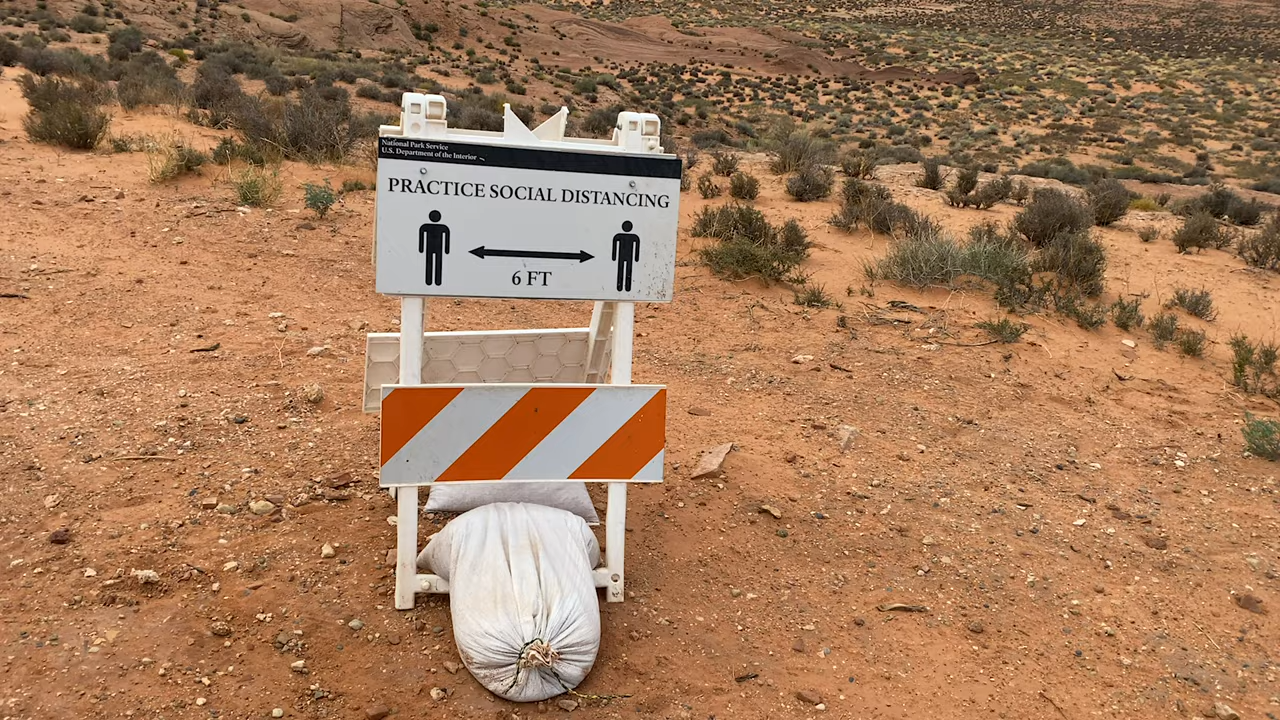 National Park Service
U.S. Department of the Interior
PRACTICE SOCIAL DISTANCING
6 FT